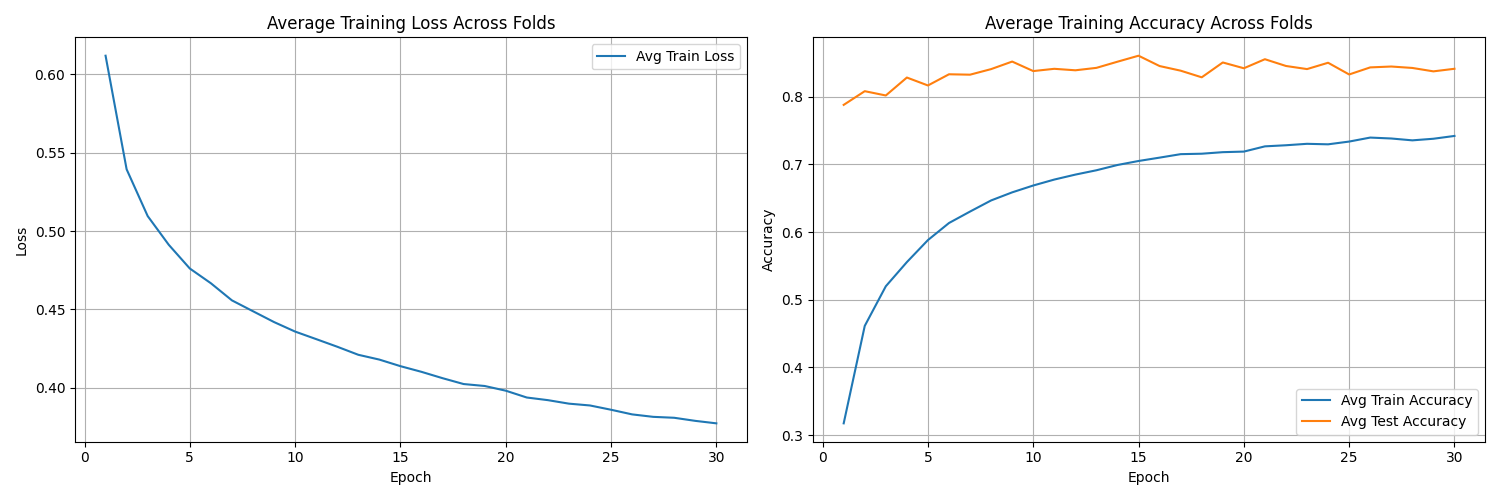 Average Training Loss Across Folds
Avg Train Loss
0.60
0.55
0.50
0.45
0.40
Loss
0 5 10 15 20 25 30
Epoch
Average Training Accuracy Across Folds
0.8
0.7
0.6
0.5
0.4
0.3
Accuracy
Avg Train Accuracy
Avg Test Accuracy
0 5 10 15 20 25 30
Epoch